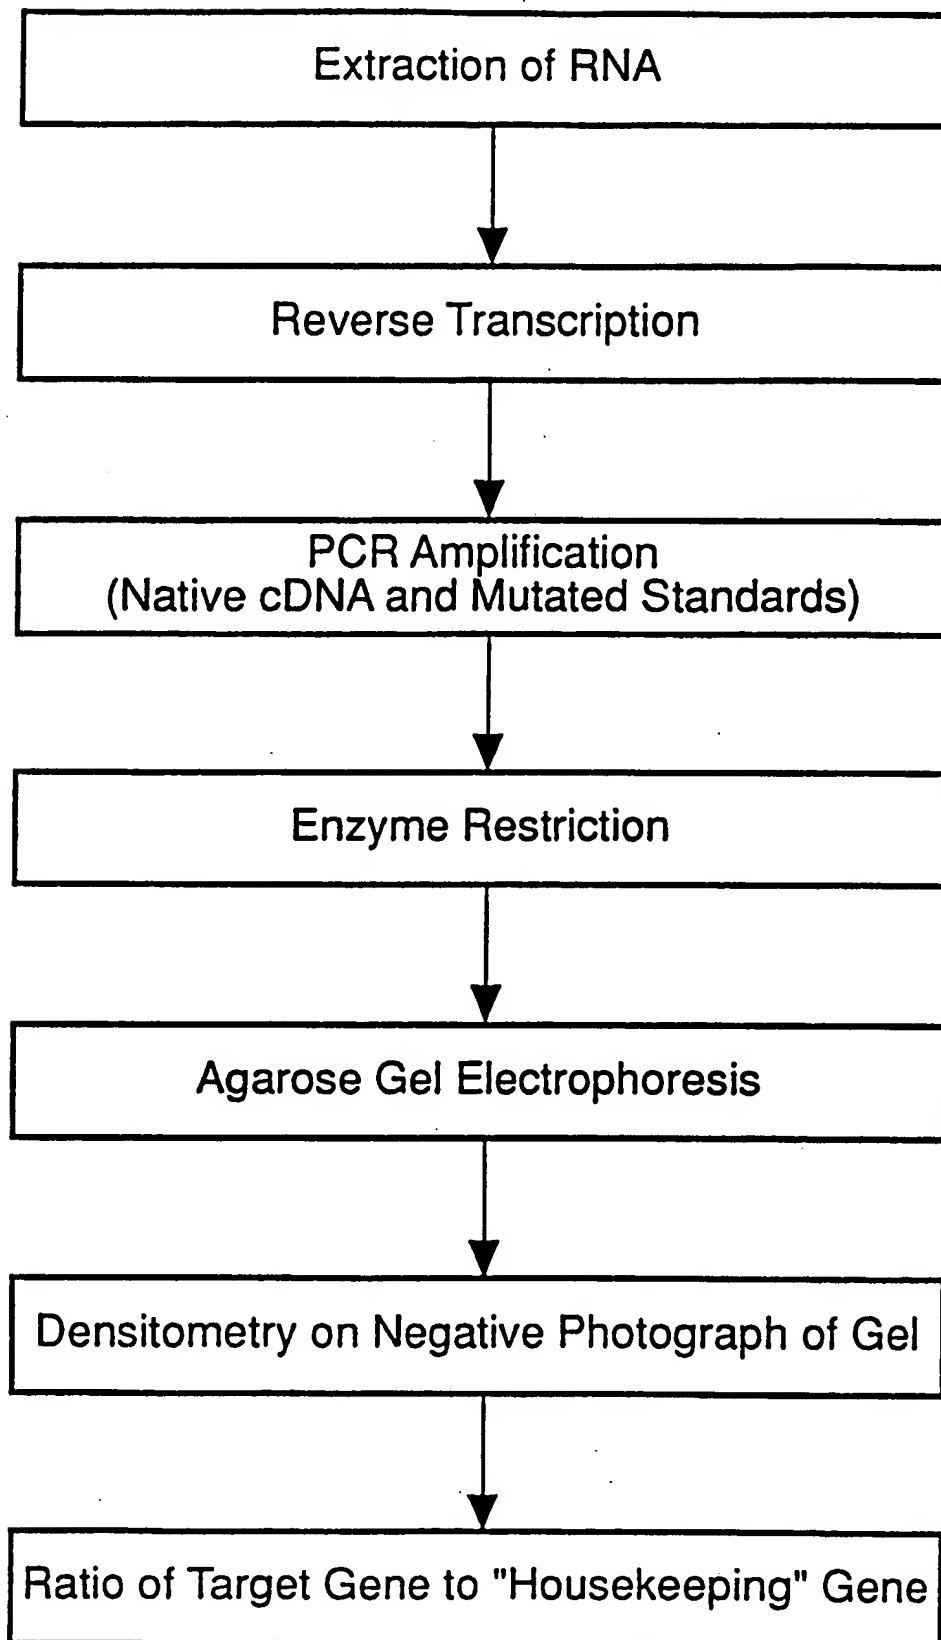 Extraction of RNA
Reverse Transcription
PCR Amplification
(Native cDNA and Mutated Standards)
Enzyme Restriction
Agarose Gel Electrophoresis
Densitometry on Negative Photograph of Gel
Ratio of Target Gene to "Housekeeping" Gene